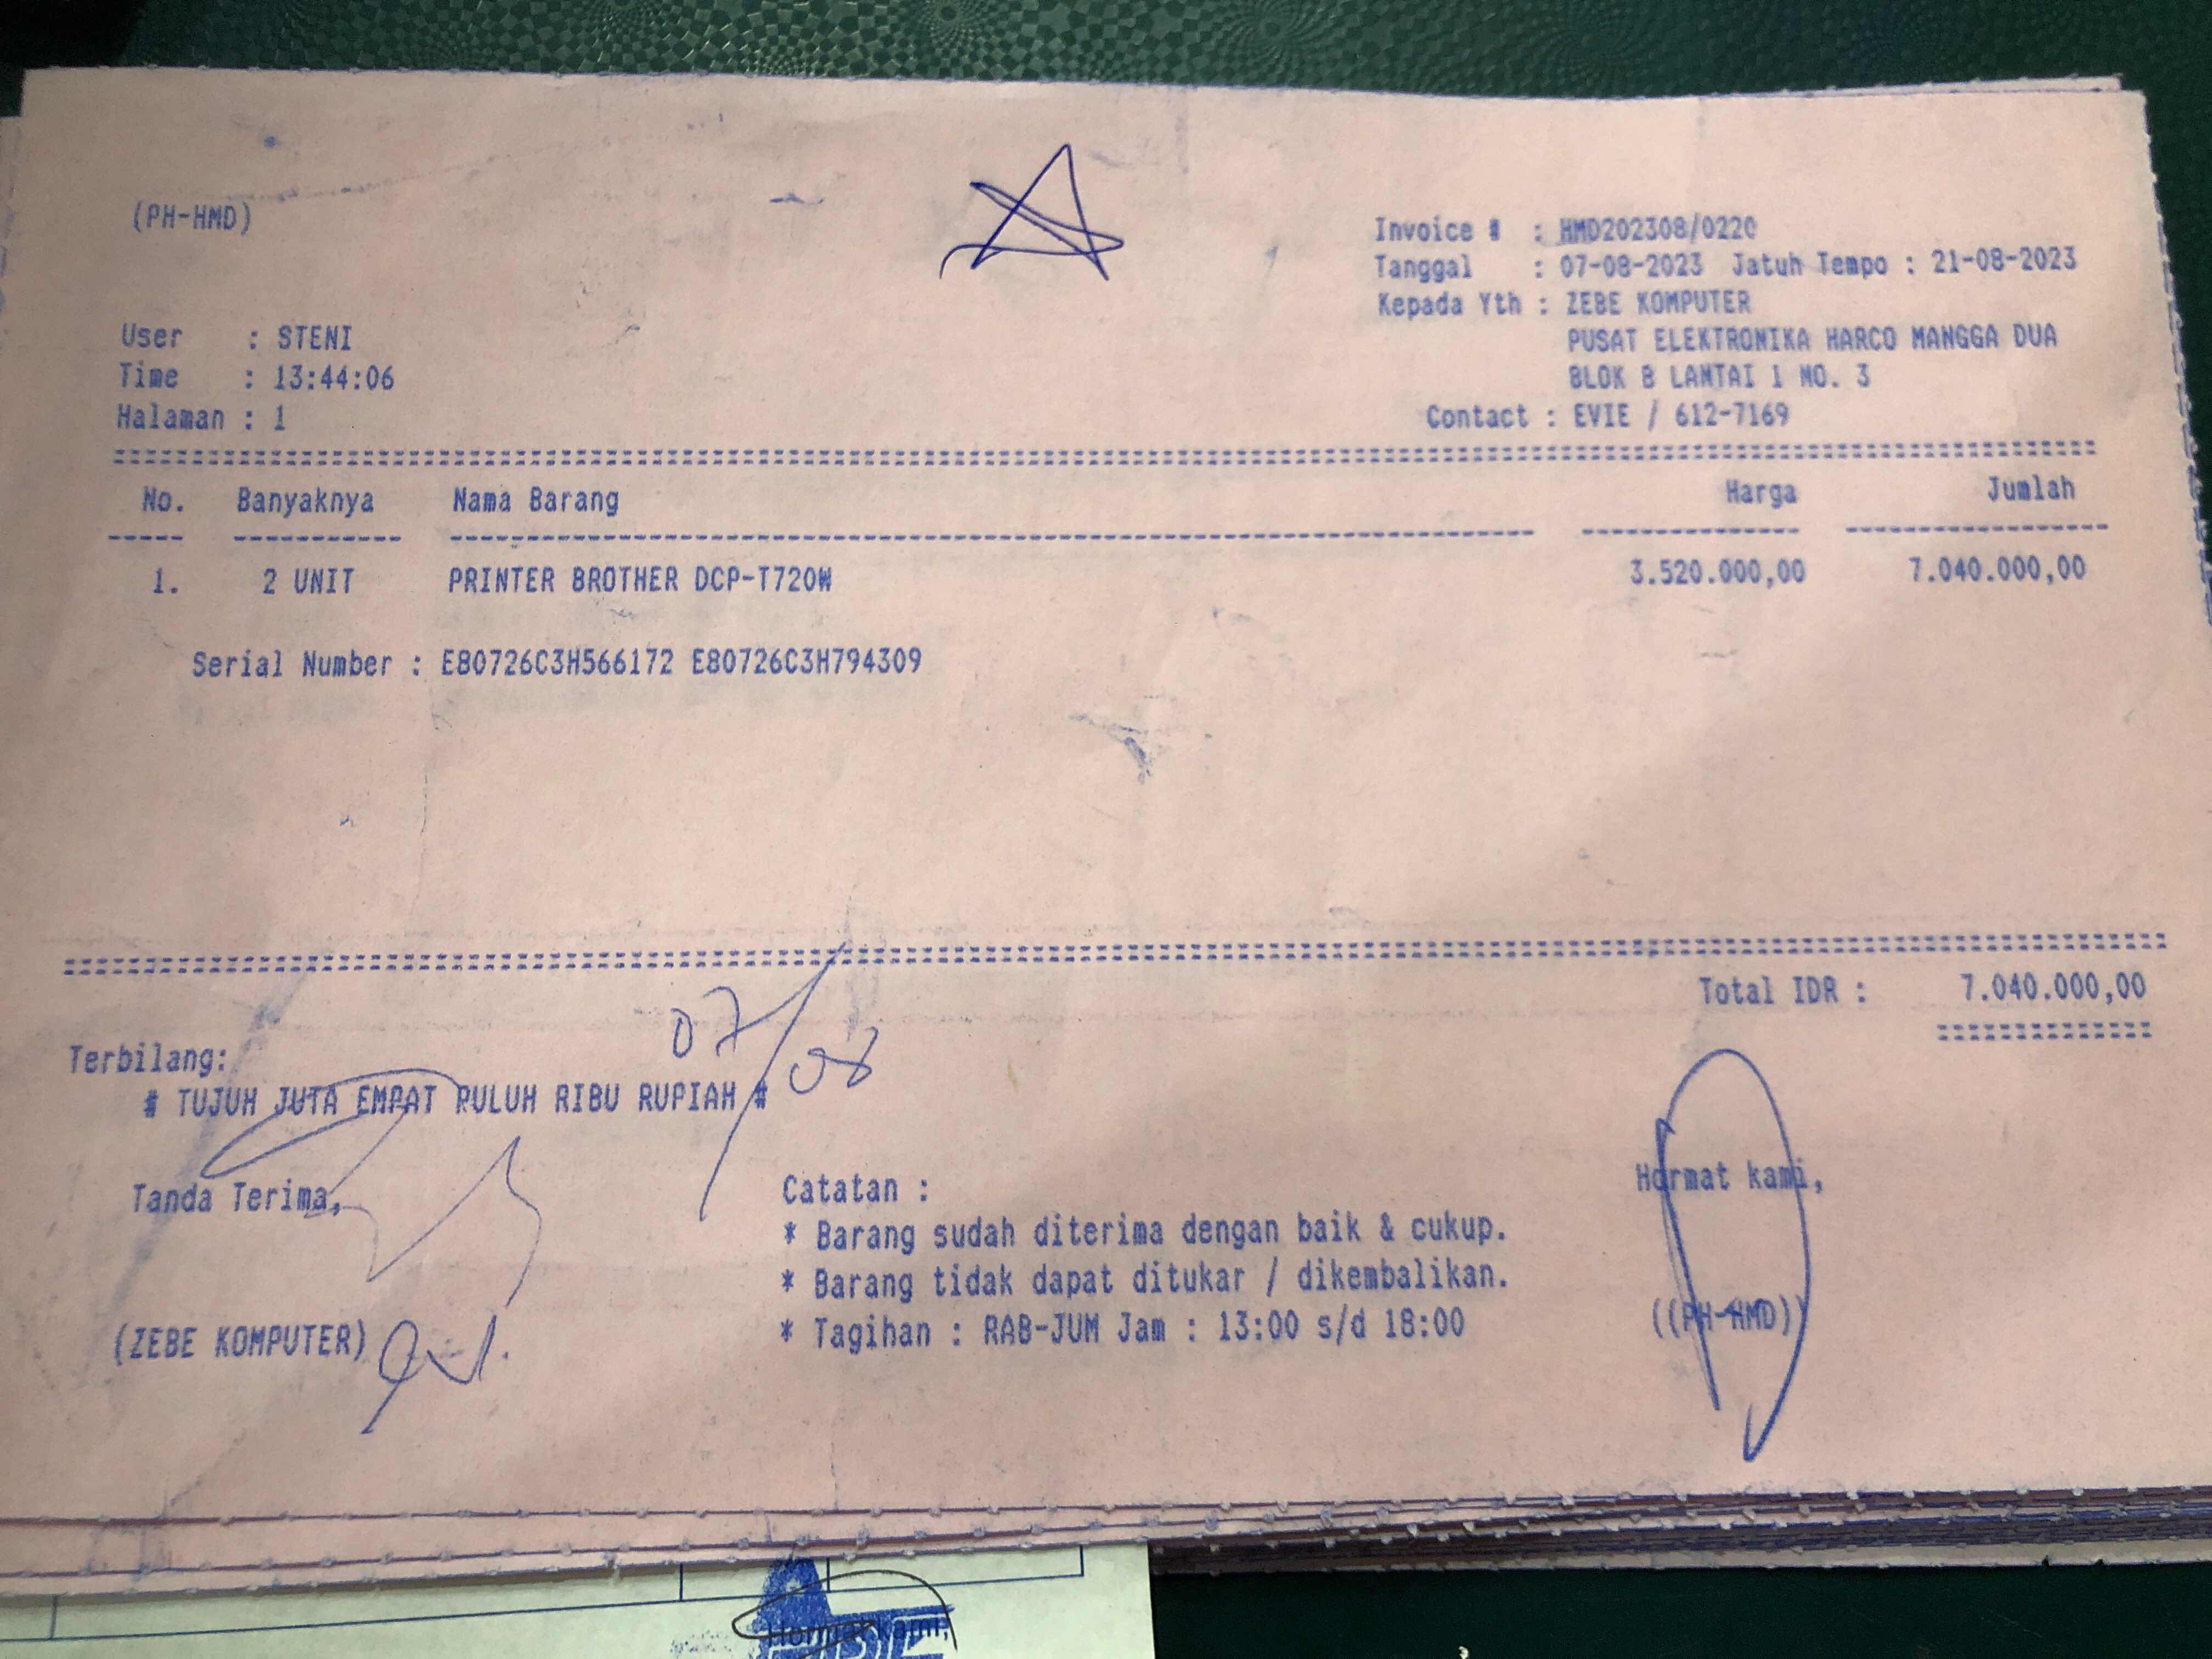 (PH-HMD)
Invoice # : HMD202308/0220
Tanggal : 07-08-2023 Jatuh Tempo : 21-08-2023
Kepada Yth : ZEBE KOMPUTER
PUSAT ELEKTRONIKA HARCO MANGGA DUA
BLOK B LANTAI 1 NO. 3
Contact : EVIE / 612-7169
User : STENI
Time : 13:44:06
Halaman : 1
No. Banyaknya Nama Barang Harga Jumlah
1. 2 UNIT PRINTER BROTHER DCP-T720W 3.520.000,00 7.040.000,00
Serial Number : E80726C3H566172 E80726C3H794309
Total IDR : 7.040.000,00
07/08
Terbilang:
# TUJUH JUTA EMPAT PULUH RIBU RUPIAH #
Tanda Terima,
(ZEBE KOMPUTER)
Catatan :
* Barang sudah diterima dengan baik & cukup.
* Barang tidak dapat ditukar / dikembalikan.
* Tagihan : RAB-JUM Jam : 13:00 s/d 18:00
Hormat kami,
((PH-HMD))
Hormat kami,